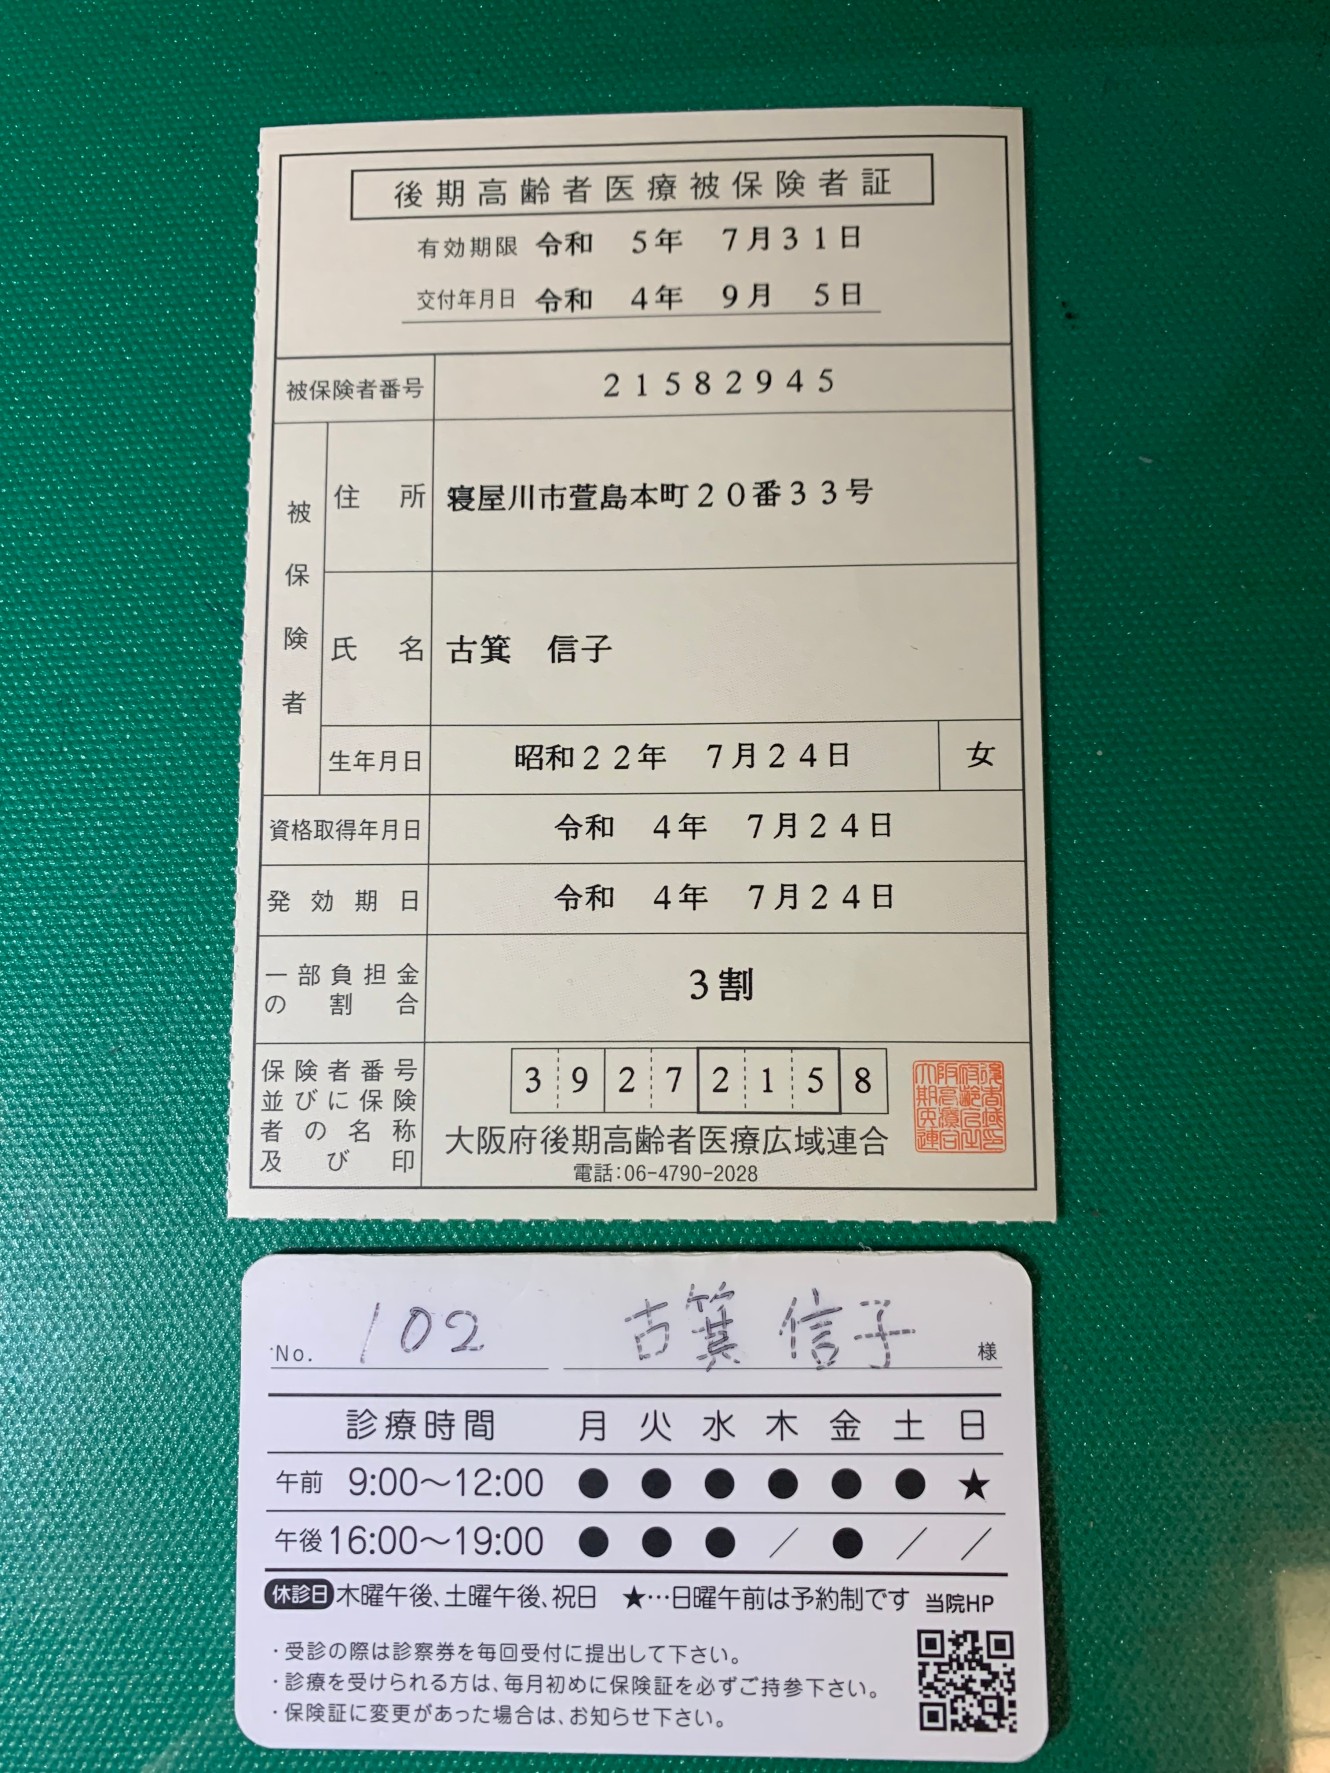 後期高齢者医療被保険者証
有効期限 令和 5年 7月31日
交付年月日 令和 4年 9月 5日
被保険者番号 21582945
被保険者
住所 寝屋川市萱島本町20番33号
氏名 古箕 信子
生年月日 昭和22年 7月24日 女
資格取得年月日 令和 4年 7月24日
発効期日 令和 4年 7月24日
一部負担金の割合 3割
保険者番号並びに保険者の名称及び印 39272158
大阪府後期高齢者医療広域連合
電話:06-4790-2028
No. 102 古箕 信子 様
診療時間 月 火 水 木 金 土 日
午前 9:00～12:00 ● ● ● ● ● ● ★
午後 16:00～19:00 ● ● ● ／ ● ／ ／
休診日 木曜午後、土曜午後、祝日 ★…日曜午前は予約制です 当院HP
・受診の際は診察券を毎回受付に提出して下さい。
・診療を受けられる方は、毎月初めに保険証を必ずご持参下さい。
・保険証に変更があった場合は、お知らせ下さい。